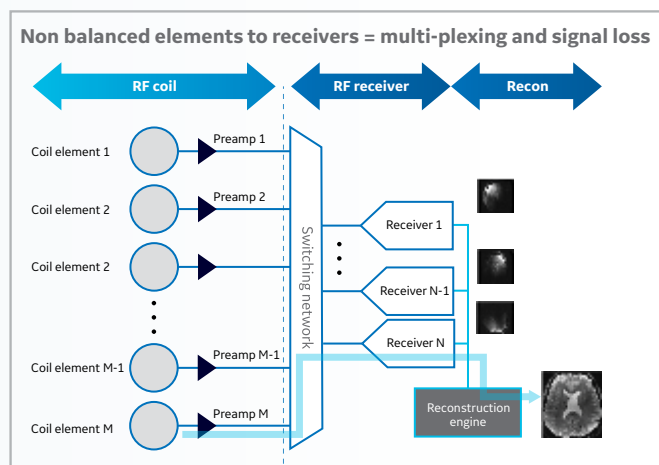 Non balanced elements to receivers = multi-plexing and signal loss
RF coil
RF receiver
Recon
Coil element 1
Preamp 1
Coil element 2
Preamp 2
Coil element 2
Coil element M-1
Preamp M-1
Coil element M
Preamp M
Switching network
Receiver 1
Receiver N-1
Receiver N
Reconstruction
engine